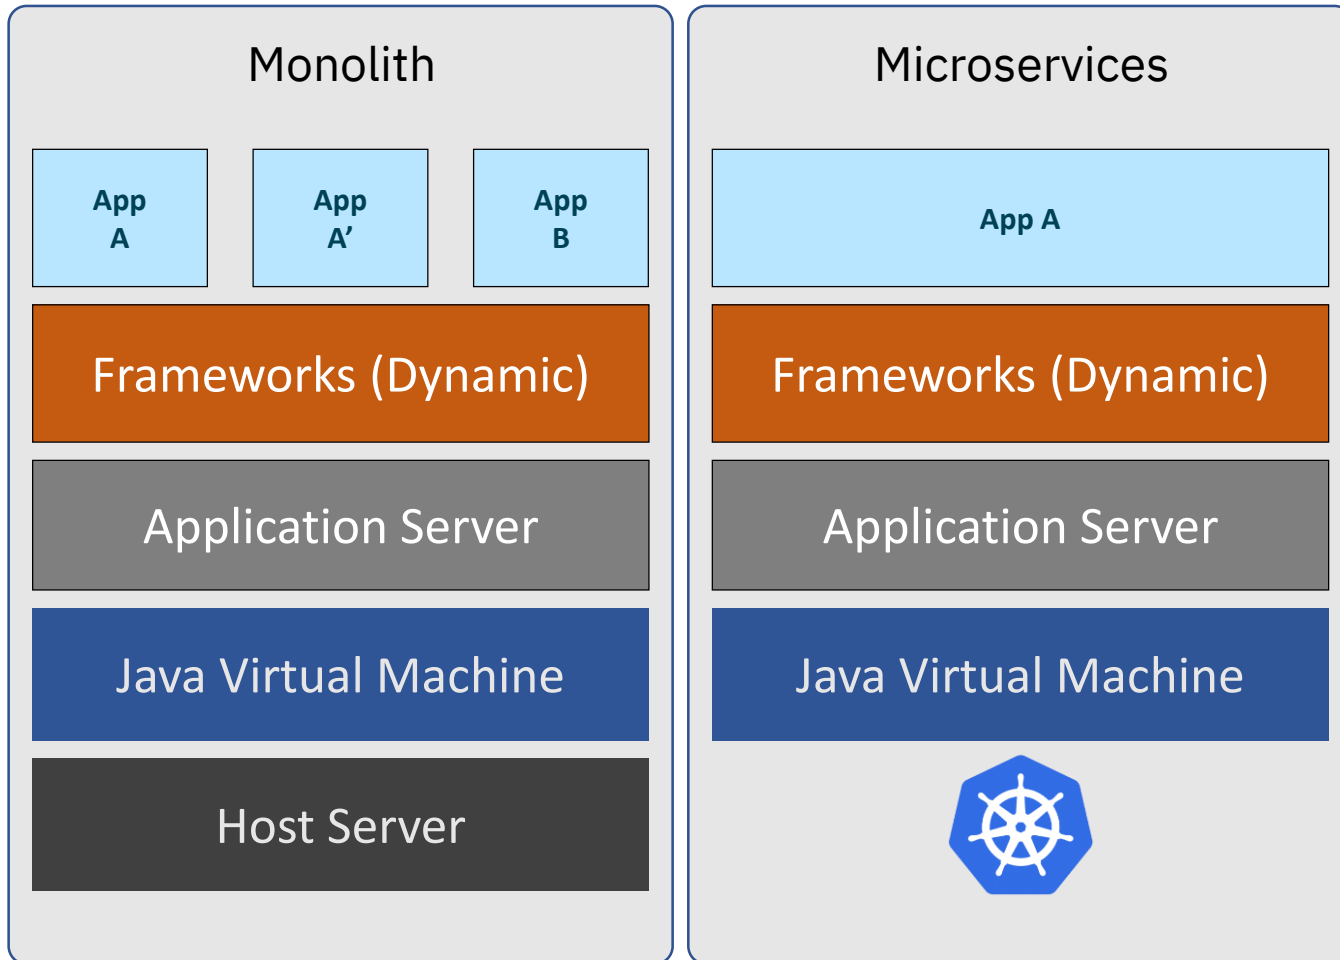 Monolith
App
A
App
A’
App
B
Frameworks (Dynamic)
Application Server
Java Virtual Machine
Host Server
Microservices
App A
Frameworks (Dynamic)
Application Server
Java Virtual Machine